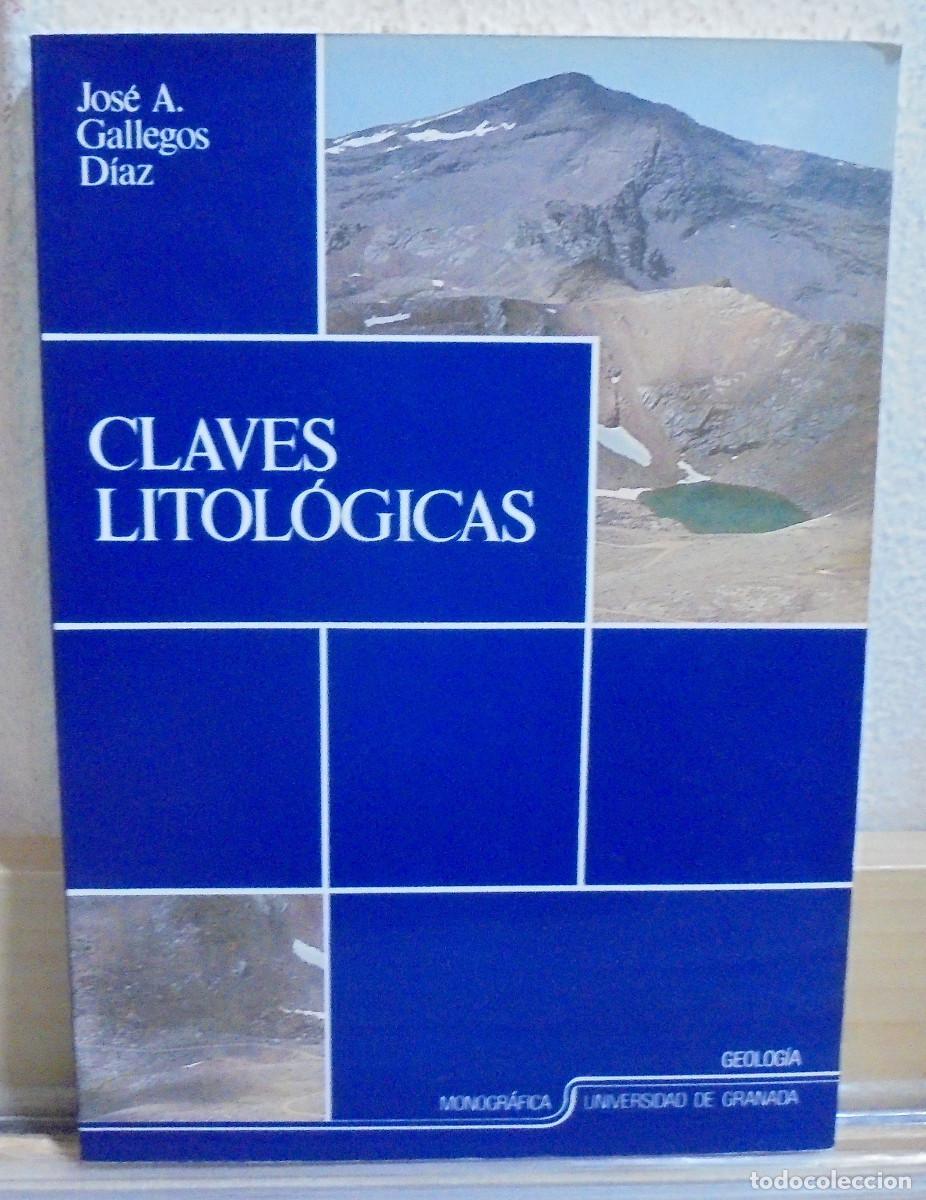 José A.
Gallegos
Díaz
CLAVES
LITOLÓGICAS
GEOLOGÍA
MONOGRÁFICA UNIVERSIDAD DE GRANADA
todocoleccion